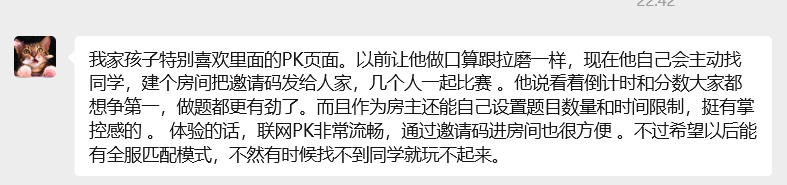 22:42
我家孩子特别喜欢里面的PK页面。以前让他做口算跟拉磨一样，现在他自己会主动找
同学，建个房间把邀请码发给人家，几个人一起比赛 。他说看着倒计时和分数大家都
想争第一，做题都更有劲了。而且作为房主还能自己设置题目数量和时间限制，挺有掌
控感的 。 体验的话，联网PK非常流畅，通过邀请码进房间也很方便 。不过希望以后能
有全服匹配模式，不然有时候找不到同学就玩不起来。